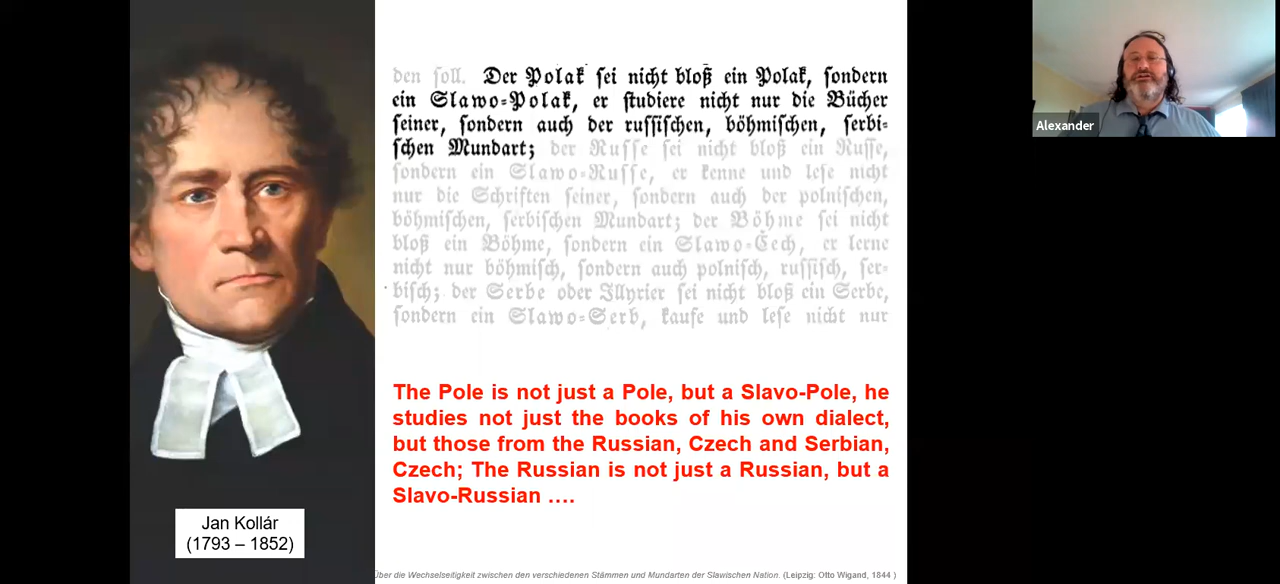 den soll. Der Polak sei nicht bloß ein Polak, sondern
ein Slawo-Polak, er studiere nicht nur die Bücher
seiner, sondern auch der russischen, böhmischen, serbi-
schen Mundart; der Russe sei nicht bloß ein Russe,
sondern ein Slawo-Russe, er kenne und lese nicht
nur die Schriften seiner, sondern auch der polnischen,
böhmischen, serbischen Mundart; der Böhme sei nicht
bloß ein Böhme, sondern ein Slawo-Čech, er lerne
nicht nur böhmisch, sondern auch polnisch, russisch, ser-
bisch; der Serbe oder Illyrier sei nicht bloß ein Serbe,
sondern ein Slawo-Serb, kaufe und lese nicht nur
The Pole is not just a Pole, but a Slavo-Pole, he
studies not just the books of his own dialect,
but those from the Russian, Czech and Serbian,
Czech; The Russian is not just a Russian, but a
Slavo-Russian ….
Jan Kollár
(1793 – 1852)
Über die Wechselseitigkeit zwischen den verschiedenen Stämmen und Mundarten der Slawischen Nation. (Leipzig: Otto Wigand, 1844 )
Alexander